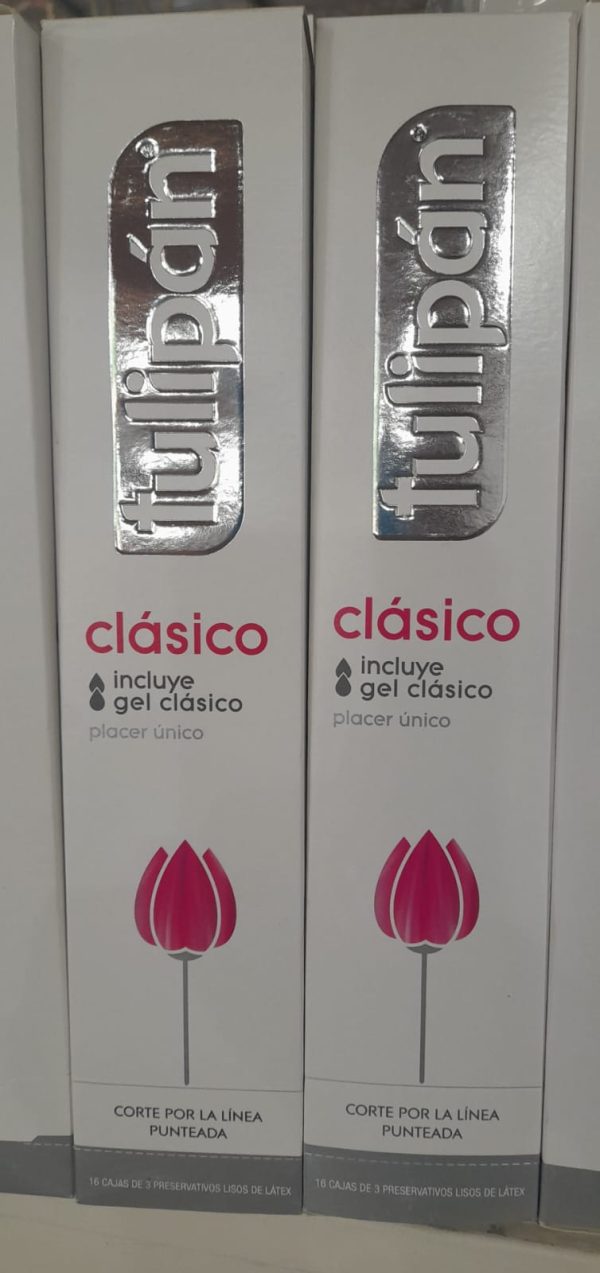 tulipán®
clásico
incluye
gel clásico
placer único
CORTE POR LA LÍNEA
PUNTEADA
16 CAJAS DE 3 PRESERVATIVOS LISOS DE LÁTEX
tulipán®
clásico
incluye
gel clásico
placer único
CORTE POR LA LÍNEA
PUNTEADA
16 CAJAS DE 3 PRESERVATIVOS LISOS DE LÁTEX